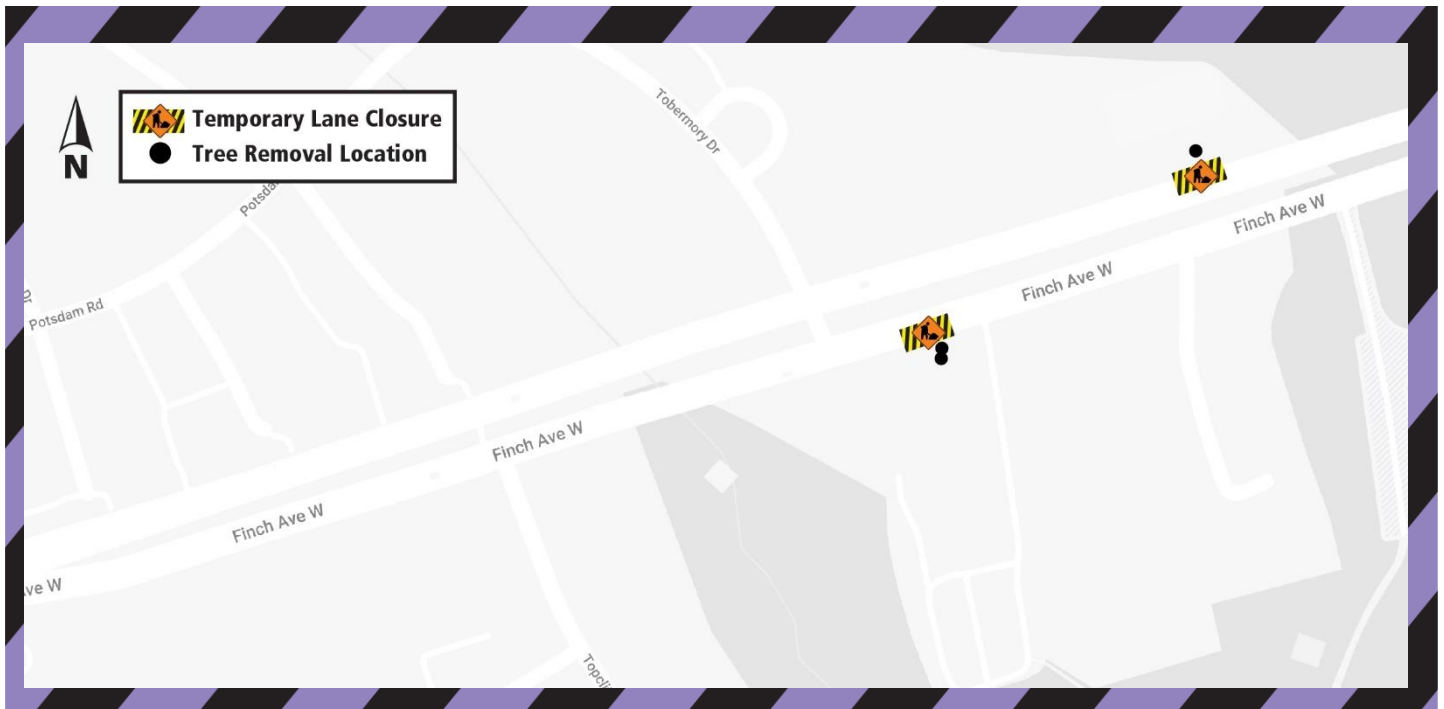 Temporary Lane Closure
Tree Removal Location
N
Tobermory Dr
Potsdam Rd
Finch Ave W
Finch Ave W
Finch Ave W
Finch Ave W
ve W